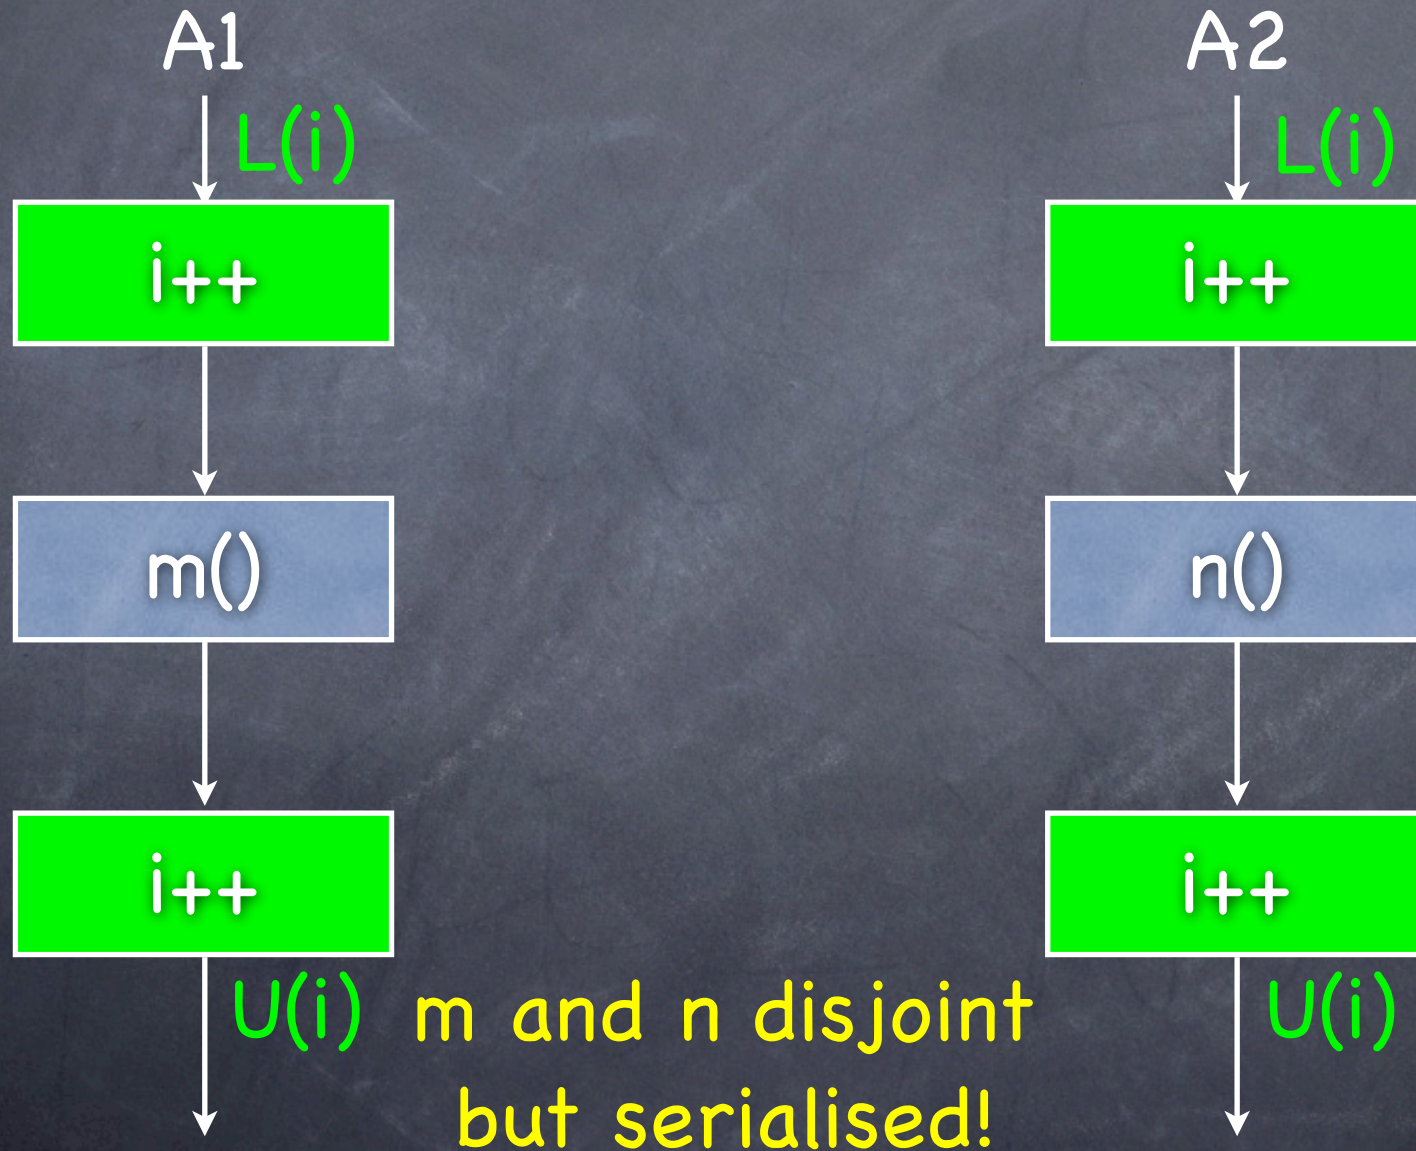 A1
L(i)
i++
m()
i++
U(i)
A2
L(i)
i++
n()
i++
U(i)
m and n disjoint
but serialised!